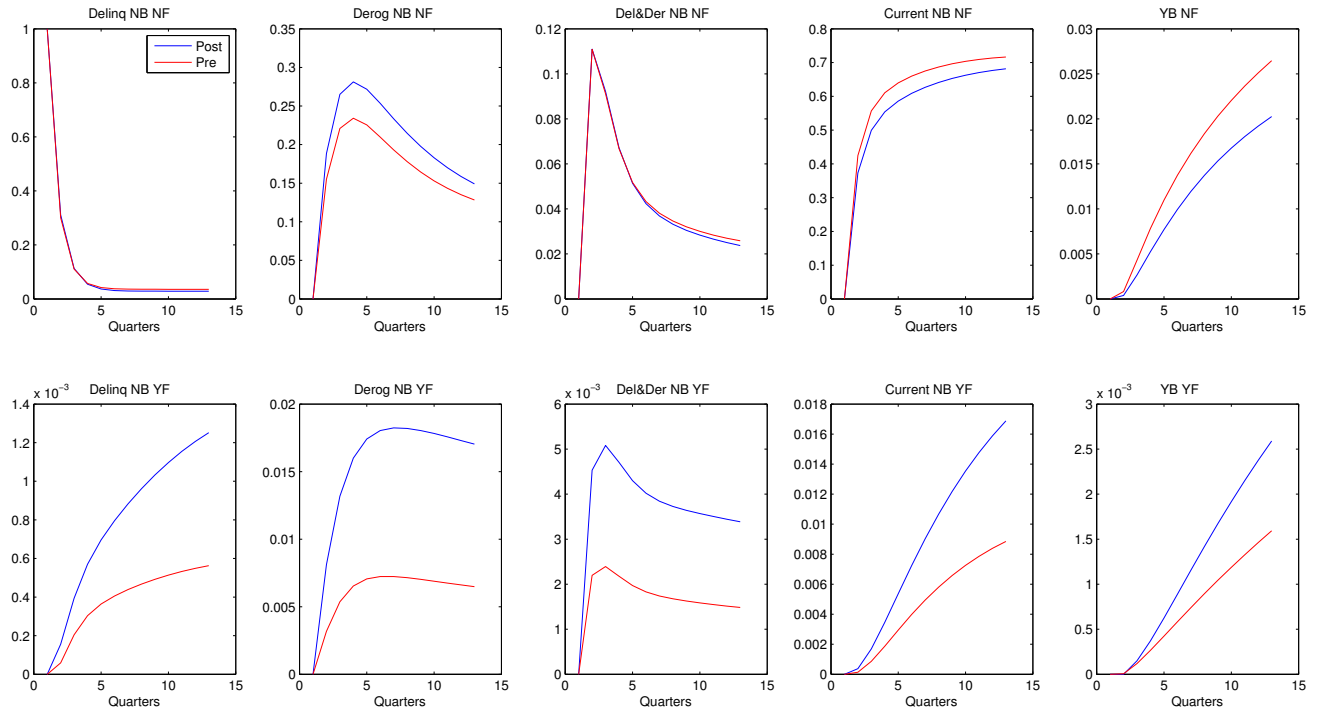 Delinq NB NF
Derog NB NF
Del&Der NB NF
Current NB NF
YB NF
1
0.8
0.6
0.4
0.2
0
0 5 10 15
Quarters
Post
Pre
0.35
0.3
0.25
0.2
0.15
0.1
0.05
0
0 5 10 15
Quarters
0.12
0.1
0.08
0.06
0.04
0.02
0
0 5 10 15
Quarters
0.8
0.7
0.6
0.5
0.4
0.3
0.2
0.1
0
0 5 10 15
Quarters
0.03
0.025
0.02
0.015
0.01
0.005
0
0 5 10 15
Quarters
x 10⁻³
Delinq NB YF
1.4
1.2
1
0.8
0.6
0.4
0.2
0
0 5 10 15
Quarters
Derog NB YF
0.02
0.015
0.01
0.005
0
0 5 10 15
Quarters
x 10⁻³
Del&Der NB YF
6
5
4
3
2
1
0
0 5 10 15
Quarters
Current NB YF
0.018
0.016
0.014
0.012
0.01
0.008
0.006
0.004
0.002
0
0 5 10 15
Quarters
x 10⁻³
YB YF
3
2.5
2
1.5
1
0.5
0
0 5 10 15
Quarters